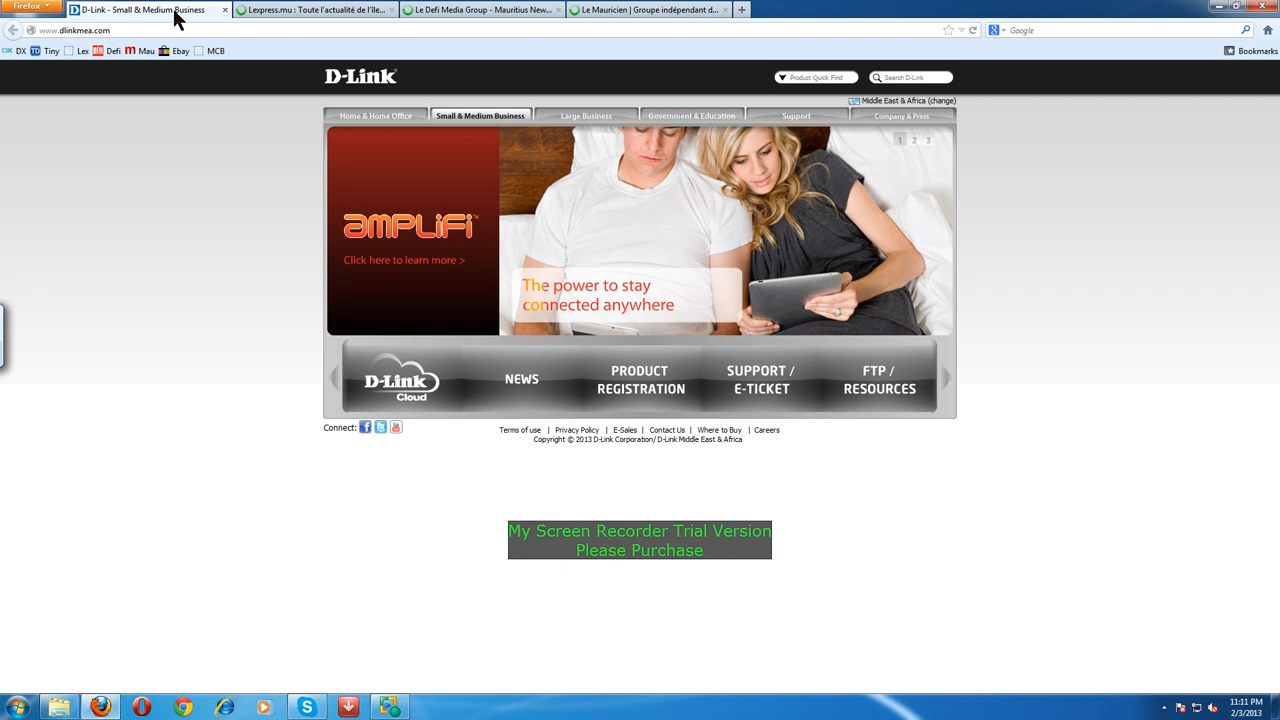 Firefox
D-Link - Small & Medium Business
Lexpress.mu : Toute l'actualité de l'île...
Le Defi Media Group - Mauritius New...
Le Mauricien | Groupe indépendant d...
www.dlinkmea.com
Google
DX
Tiny
Lex
Defi
Mau
Ebay
MCB
Bookmarks
D-Link
Product Quick Find
Search D-Link
Middle East & Africa (change)
Home & Home Office
Small & Medium Business
Large Business
Government & Education
Support
Company & Press
1 2 3
AMPLIFI™
Click here to learn more >
The power to stay
connected anywhere
D-Link
Cloud
NEWS
PRODUCT
REGISTRATION
SUPPORT /
E-TICKET
FTP /
RESOURCES
Connect:
Terms of use | Privacy Policy | E-Sales | Contact Us | Where to Buy | Careers
Copyright © 2013 D-Link Corporation/ D-Link Middle East & Africa
My Screen Recorder Trial Version
Please Purchase
11:11 PM
2/3/2013